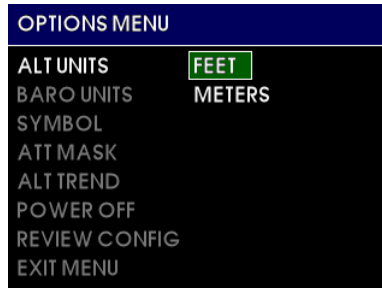 OPTIONS MENU
ALT UNITS FEET
BARO UNITS METERS
SYMBOL
ATT MASK
ALT TREND
POWER OFF
REVIEW CONFIG
EXIT MENU